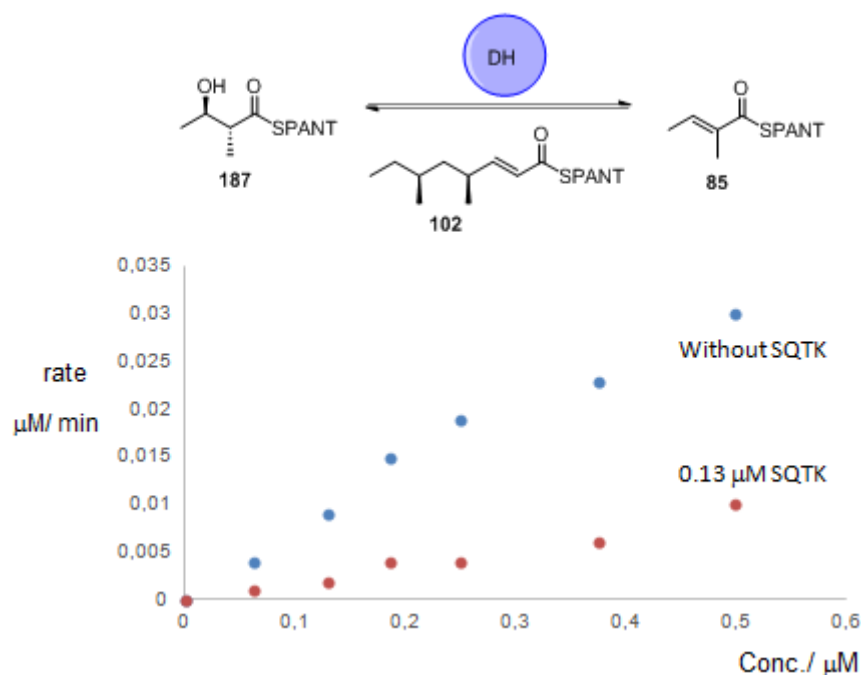 DH
OH
O
SPANT
187
O
SPANT
102
O
SPANT
85
0,035
0,03
0,025
0,02
0,015
0,01
0,005
0
rate
μM/ min
Without SQTK
0.13 μM SQTK
0 0,1 0,2 0,3 0,4 0,5 0,6
Conc./ μM